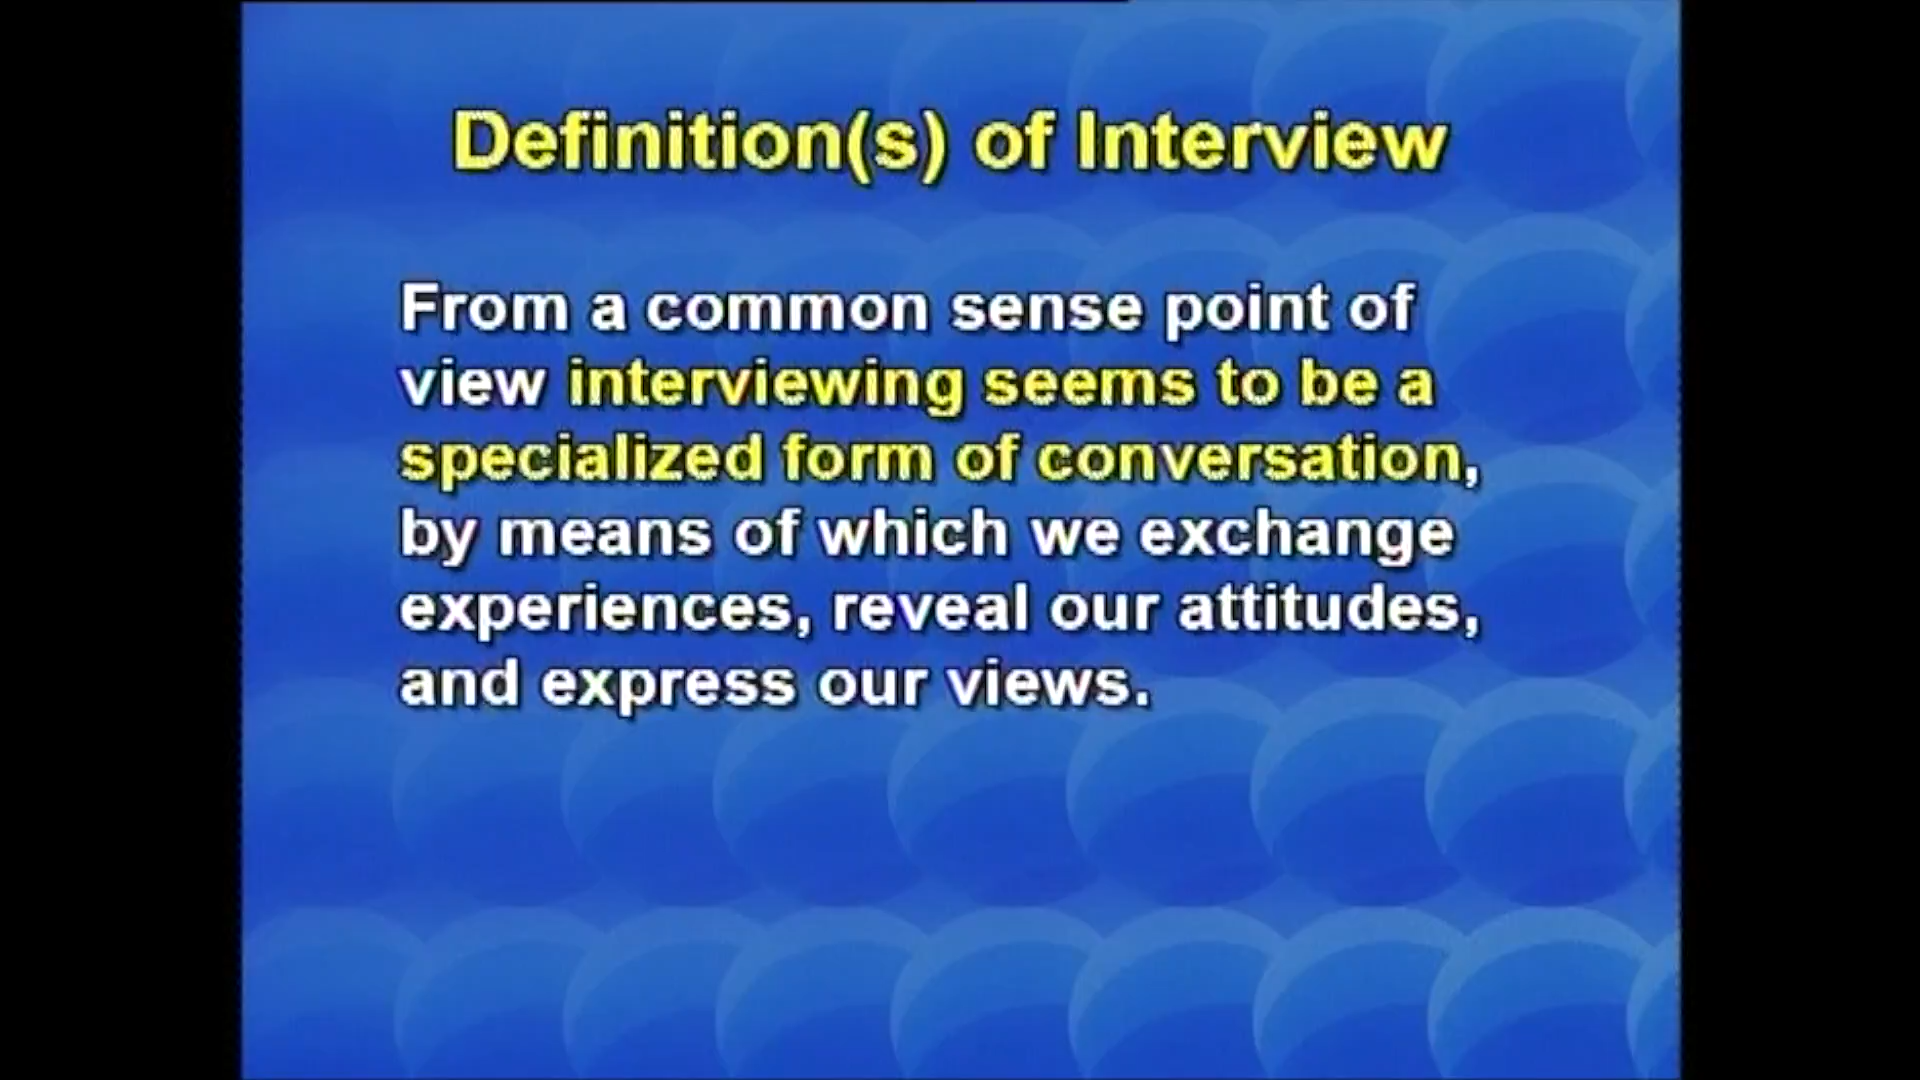 Definition(s) of Interview
From a common sense point of
view interviewing seems to be a
specialized form of conversation,
by means of which we exchange
experiences, reveal our attitudes,
and express our views.